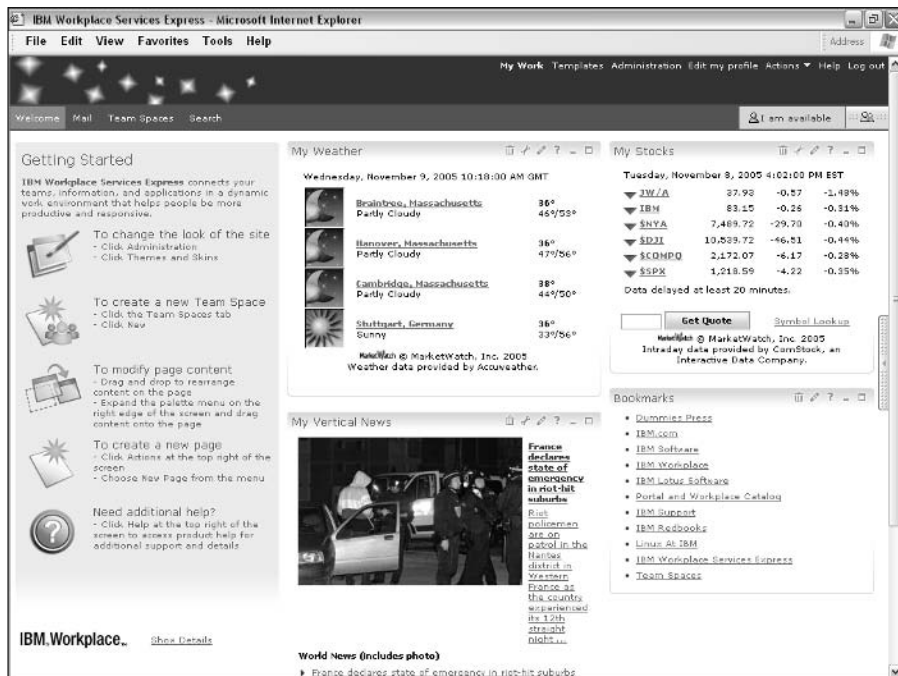 IBM Workplace Services Express - Microsoft Internet Explorer
File Edit View Favorites Tools Help
Address
My Work Templates Administration Edit my profile Actions Help Log out
Welcome Mail Team Spaces Search
I am available
Getting Started
IBM Workplace Services Express connects your
teams, information, and applications in a dynamic
work environment that helps people be more
productive and responsive.
To change the look of the site
- Click Administration
- Click Themes and Skins
To create a new Team Space
- Click the Team Spaces tab
- Click New
To modify page content
- Drag and drop to rearrange
content on the page
- Expand the palette menu on the
right edge of the screen and drag
content onto the page
To create a new page
- Click Actions at the top right of the
screen
- Choose New Page from the menu
Need additional help?
- Click Help at the top right of the
screen to access product help for
additional support and details
IBM Workplace™ Show Details
My Weather
Wednesday, November 9, 2005 10:18:00 AM GMT
Braintree, Massachusetts 36°
Partly Cloudy 46°/53°
Hanover, Massachusetts 36°
Partly Cloudy 47°/56°
Cambridge, Massachusetts 38°
Partly Cloudy 44°/50°
Stuttgart, Germany 36°
Sunny 33°/56°
MarketWatch © MarketWatch, Inc. 2005
Weather data provided by Accuweather.
My Vertical News
France
declares
state of
emergency
in riot-hit
suburbs
Riot
policemen
are on
patrol in the
Nantes
district in
Western
France as
the country
experienced
its 12th
straight
night ...
World News (includes photo)
France declares state of emergency in riot-hit suburbs
My Stocks
Tuesday, November 8, 2005 4:02:00 PM EST
JW/A 37.93 -0.57 -1.48%
IBM 83.15 -0.26 -0.31%
$NYA 7,489.72 -29.70 -0.40%
$DJI 10,539.72 -46.51 -0.44%
$COMPQ 2,172.07 -6.17 -0.28%
$SPX 1,218.59 -4.22 -0.35%
Data delayed at least 20 minutes.
Get Quote Symbol Lookup
MarketWatch © MarketWatch, Inc. 2005
Intraday data provided by ComStock, an
Interactive Data Company.
Bookmarks
• Dummies Press
• IBM.com
• IBM Software
• IBM Workplace
• IBM Lotus Software
• Portal and Workplace Catalog
• IBM Support
• IBM Redbooks
• Linux At IBM
• IBM Workplace Services Express
• Team Spaces